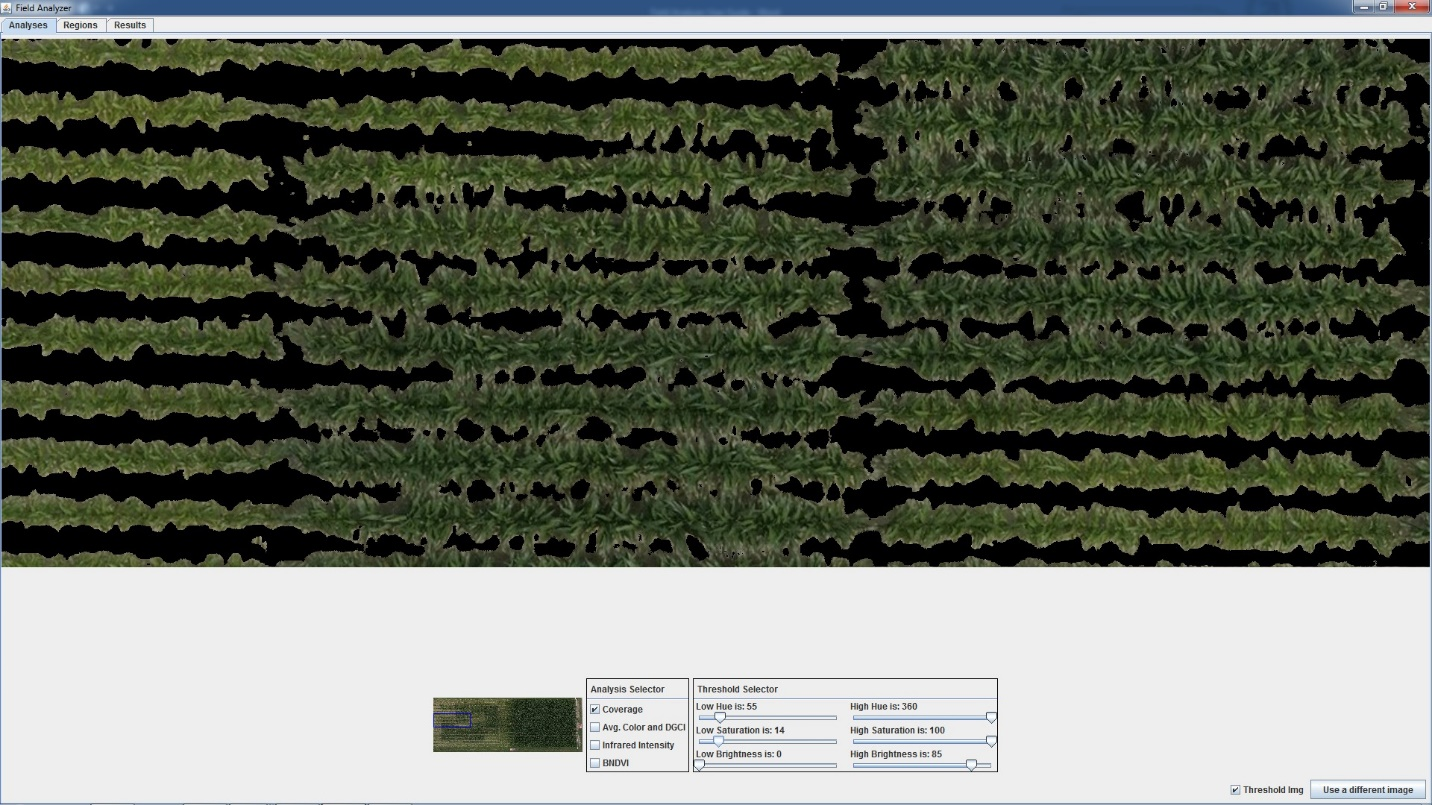 Field Analyzer
Analyses Regions Results
Analysis Selector
Coverage
Avg. Color and DGCI
Infrared Intensity
BNDVI
Threshold Selector
Low Hue is: 55 High Hue is: 360
Low Saturation is: 14 High Saturation is: 100
Low Brightness is: 0 High Brightness is: 85
Threshold Img Use a different image